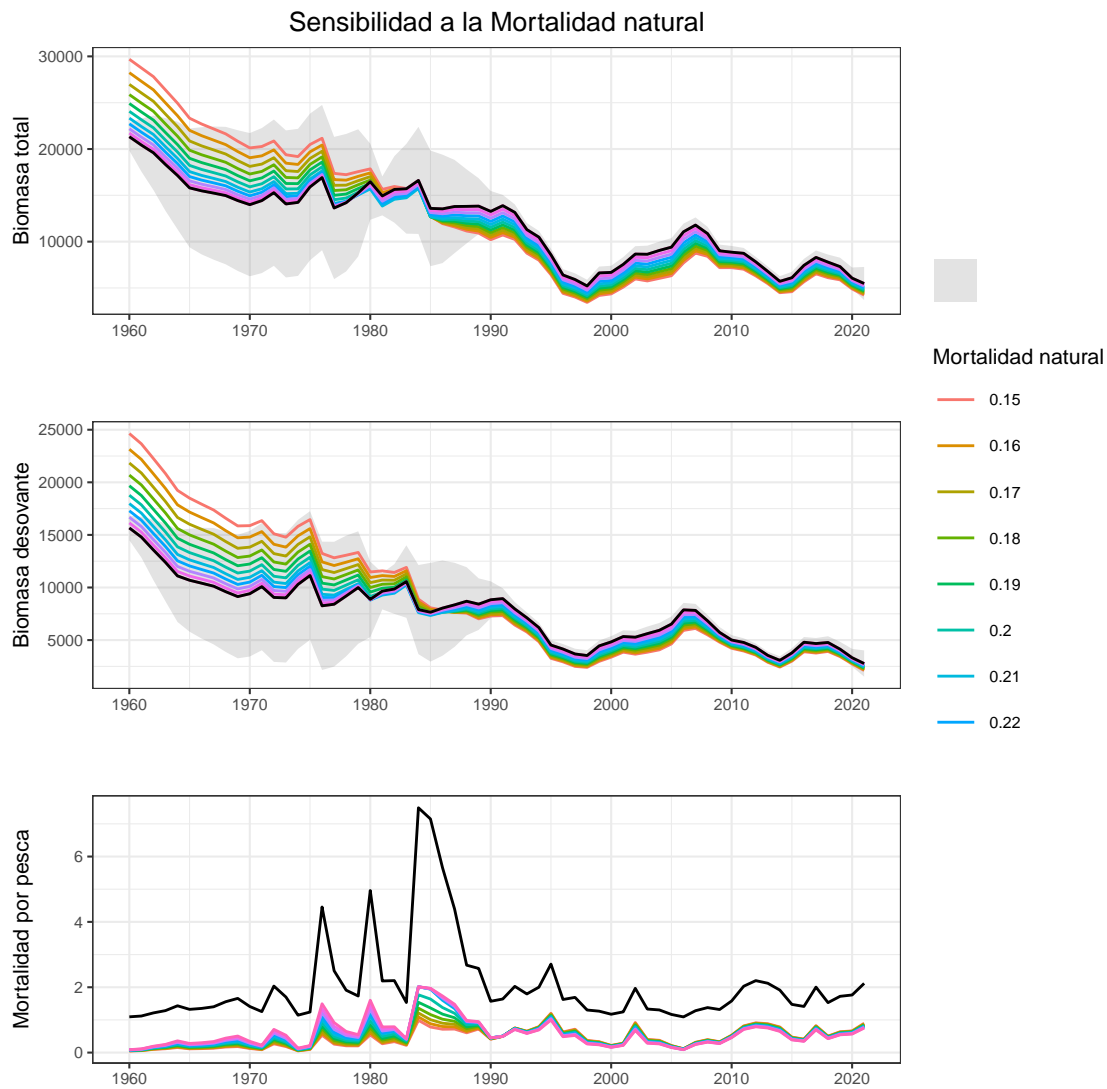 Sensibilidad a la Mortalidad natural
Biomasa total
30000
20000
10000
1960 1970 1980 1990 2000 2010 2020
Biomasa desovante
25000
20000
15000
10000
5000
1960 1970 1980 1990 2000 2010 2020
Mortalidad por pesca
6
4
2
0
1960 1970 1980 1990 2000 2010 2020
Mortalidad natural
0.15
0.16
0.17
0.18
0.19
0.2
0.21
0.22